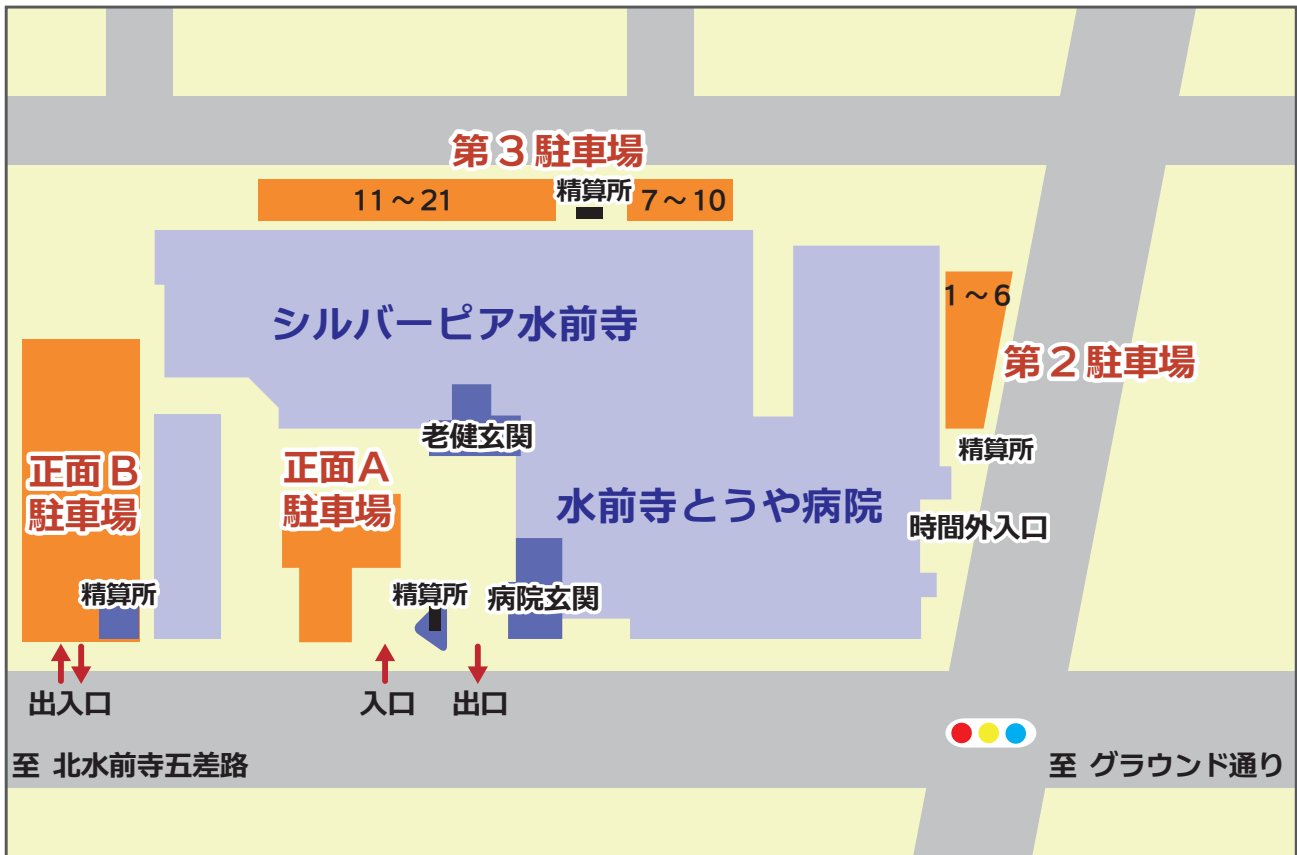 第３駐車場
11～21
精算所
7～10
シルバーピア水前寺
1～6
第２駐車場
老健玄関
精算所
正面Ｂ
駐車場
正面Ａ
駐車場
水前寺とうや病院
時間外入口
精算所
精算所
病院玄関
出入口
入口
出口
至 北水前寺五差路
至 グラウンド通り